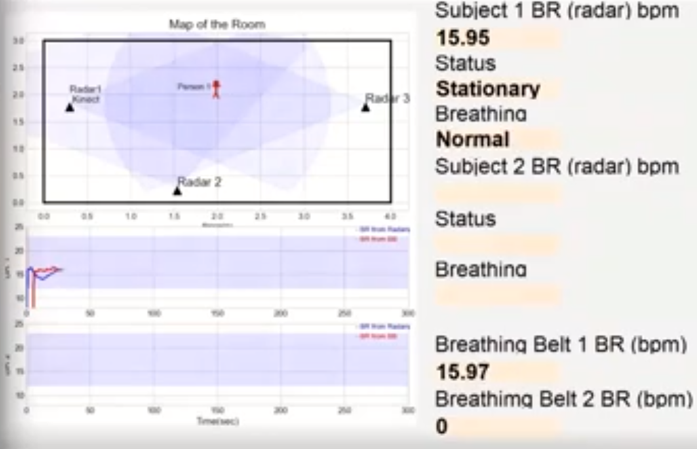 Map of the Room
3.0
2.5
2.0
1.5
1.0
0.5
0.0
Radar1
Kinect
Person 1
Radar 3
Radar 2
0.0 0.5 1.0 1.5 2.0 2.5 3.0 3.5 4.0
25
20
15
10
BR from Radars
BR from BB
0 50 100 150 200 250 300
25
20
15
10
BR from Radars
BR from BB
0 50 100 150 200 250 300
Time(sec)
Subject 1 BR (radar) bpm
15.95
Status
Stationary
Breathing
Normal
Subject 2 BR (radar) bpm
Status
Breathing
Breathing Belt 1 BR (bpm)
15.97
Breathimg Belt 2 BR (bpm)
0